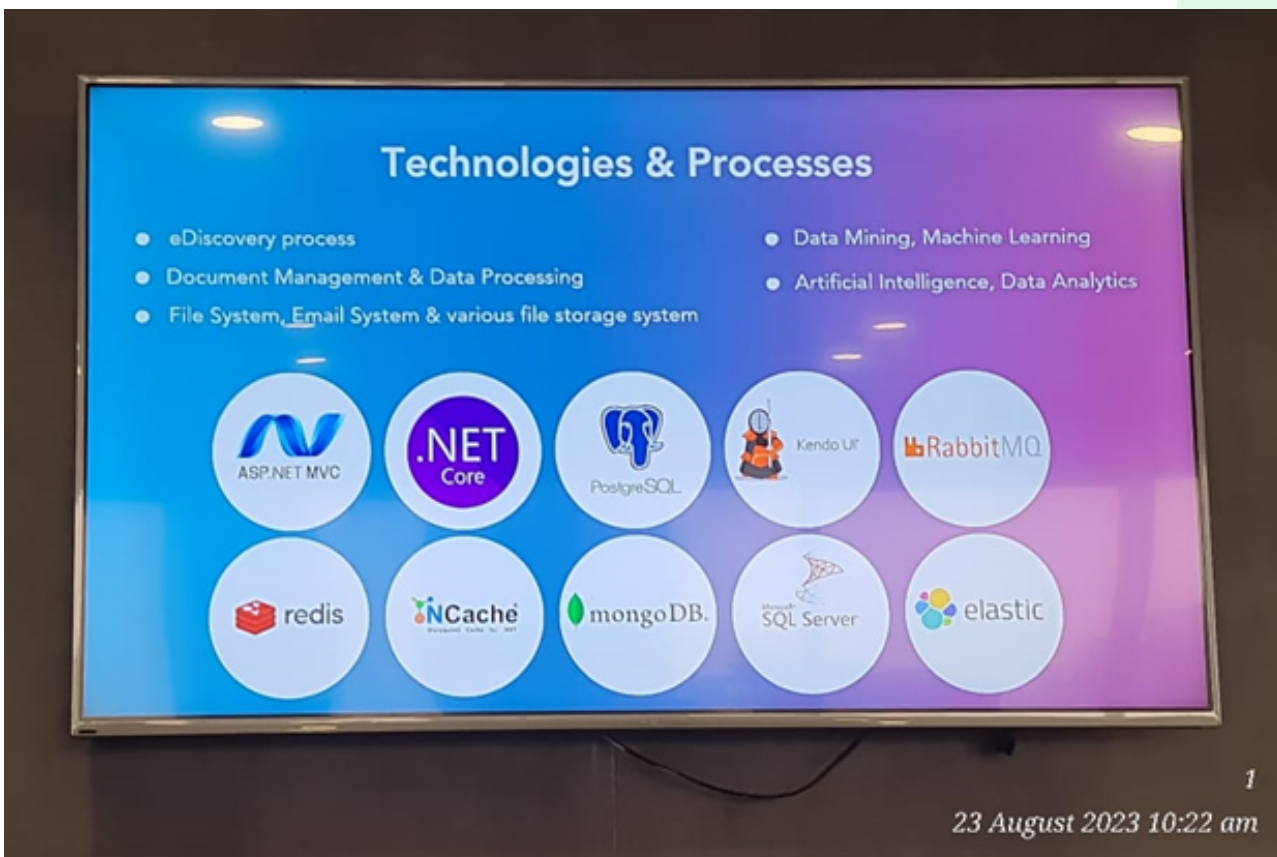 Technologies & Processes
eDiscovery process
Document Management & Data Processing
File System, Email System & various file storage system
Data Mining, Machine Learning
Artificial Intelligence, Data Analytics
ASP.NET MVC
.NET
Core
PostgreSQL
Kendo UI
RabbitMQ
redis
NCache
mongoDB.
Microsoft
SQL Server
elastic
1
23 August 2023 10:22 am